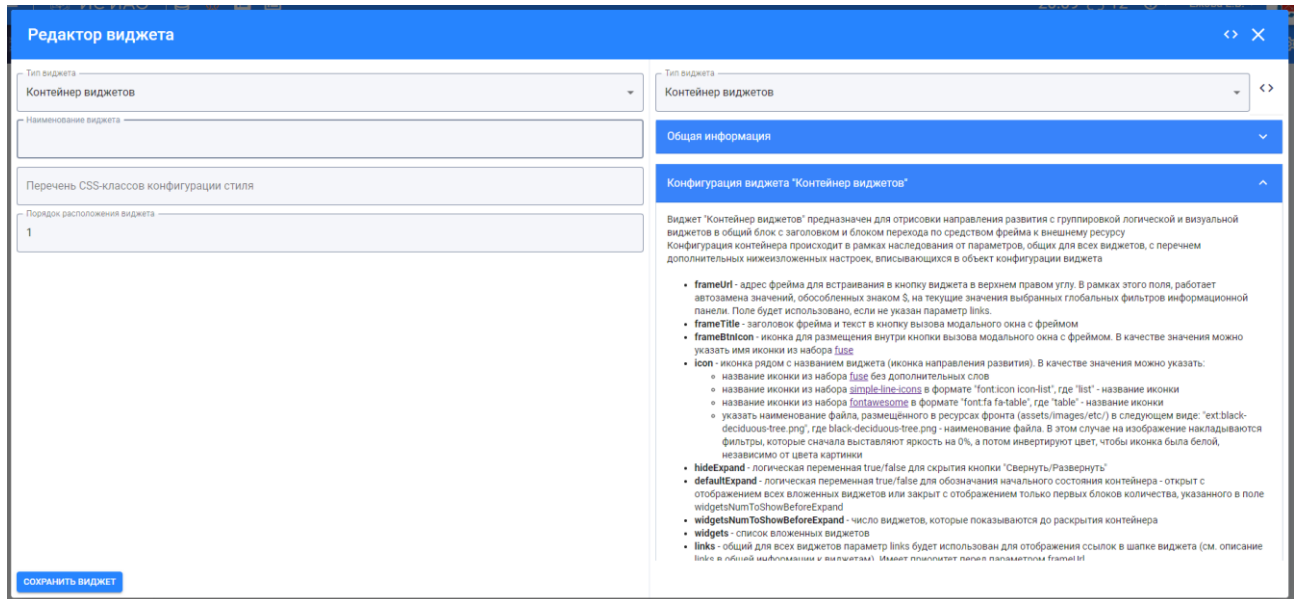 ИС ИАС
Редактор виджета
<>
Тип виджета
Контейнер виджетов
Наименование виджета
Перечень CSS-классов конфигурации стиля
Порядок расположения виджета
1
СОХРАНИТЬ ВИДЖЕТ
Тип виджета
Контейнер виджетов
<>
Общая информация
Конфигурация виджета "Контейнер виджетов"
Виджет "Контейнер виджетов" предназначен для отрисовки направления развития с группировкой логической и визуальной
виджетов в общий блок с заголовком и блоком перехода по средством фрейма к внешнему ресурсу
Конфигурация контейнера происходит в рамках наследования от параметров, общих для всех виджетов, с перечнем
дополнительных нижеизложенных настроек, вписывающихся в объект конфигурации виджета
• frameUrl - адрес фрейма для встраивания в кнопку виджета в верхнем правом углу. В рамках этого поля, работает
автозамена значений, обособленных знаком $, на текущие значения выбранных глобальных фильтров информационной
панели. Поле будет использовано, если не указан параметр links.
• frameTitle - заголовок фрейма и текст в кнопку вызова модального окна с фреймом
• frameBtnIcon - иконка для размещения внутри кнопки вызова модального окна с фреймом. В качестве значения можно
указать имя иконки из набора fuse
• icon - иконка рядом с названием виджета (иконка направления развития). В качестве значения можно указать:
○ название иконки из набора fuse без дополнительных слов
○ название иконки из набора simple-line-icons в формате "font:icon icon-list", где "list" - название иконки
○ название иконки из набора fontawesome в формате "font:fa fa-table", где "table" - название иконки
○ указать наименование файла, размещённого в ресурсах фронта (assets/images/etc/) в следующем виде: "ext:black-
deciduous-tree.png", где black-deciduous-tree.png - наименование файла. В этом случае на изображение накладываются
фильтры, которые сначала выставляют яркость на 0%, а потом инвертируют цвет, чтобы иконка была белой,
независимо от цвета картинки
• hideExpand - логическая переменная true/false для скрытия кнопки "Свернуть/Развернуть"
• defaultExpand - логическая переменная true/false для обозначания начального состояния контейнера - открыт с
отображением всех вложенных виджетов или закрыт с отображением только первых блоков количества, указанного в поле
widgetsNumToShowBeforeExpand
• widgetsNumToShowBeforeExpand - число виджетов, которые показываются до раскрытия контейнера
• widgets - список вложенных виджетов
• links - общий для всех виджетов параметр links будет использован для отображения ссылок в шапке виджета (см. описание
links в общей информации к виджетам). Имеет приоритет перед параметром frameUrl